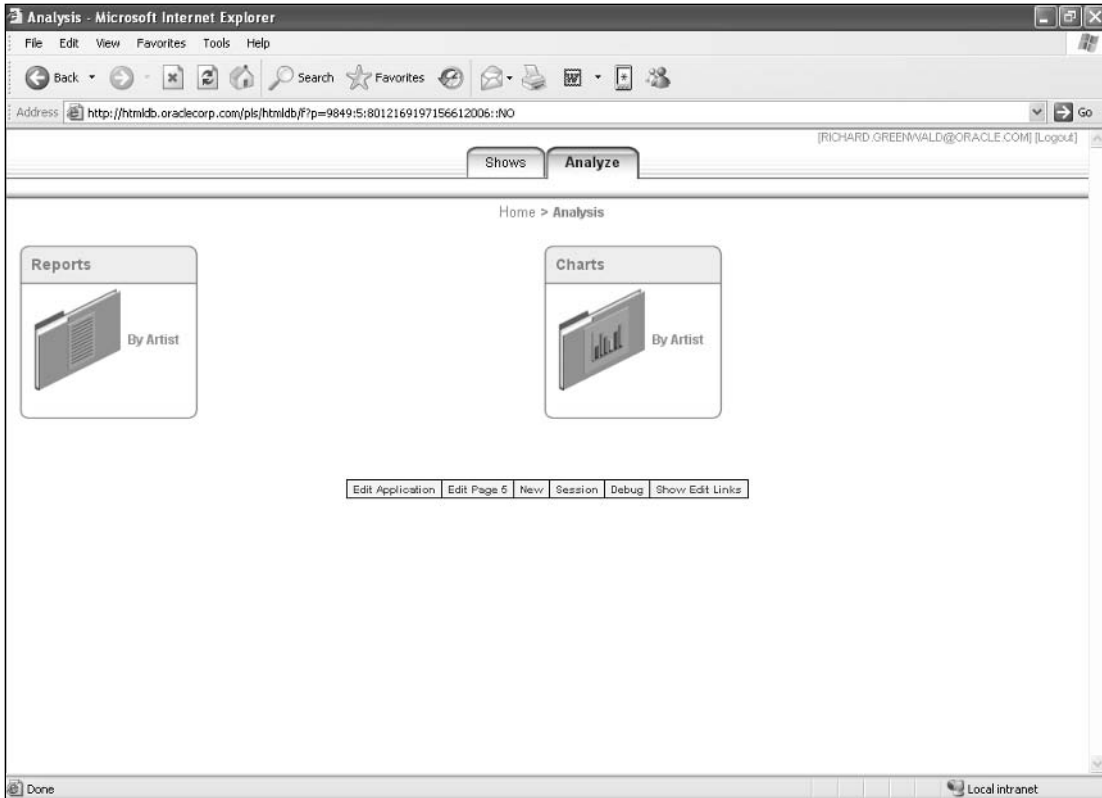 Analysis - Microsoft Internet Explorer
File Edit View Favorites Tools Help
Back Search Favorites
Address http://htmldb.oraclecorp.com/pls/htmldb/f?p=9849:5:8012169197156612006::NO Go
[RICHARD.GREENWALD@ORACLE.COM] [Logout]
Shows Analyze
Home > Analysis
Reports Charts
By Artist By Artist
Edit Application Edit Page 5 New Session Debug Show Edit Links
Done Local intranet